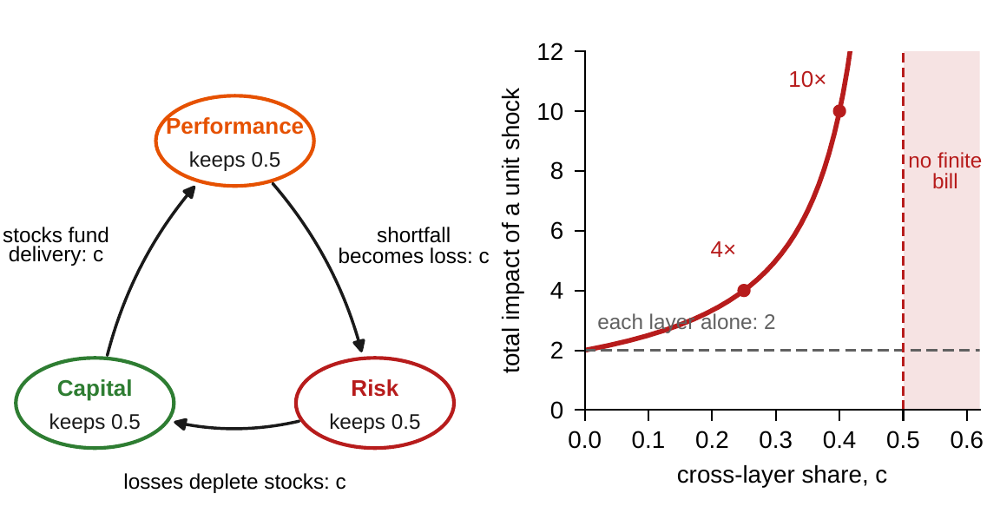 Performance
keeps 0.5
stocks fund
delivery: c
shortfall
becomes loss: c
Capital
keeps 0.5
Risk
keeps 0.5
losses deplete stocks: c
total impact of a unit shock
12
10
8
6
4
2
0
10×
4×
each layer alone: 2
no finite
bill
0.0 0.1 0.2 0.3 0.4 0.5 0.6
cross-layer share, c